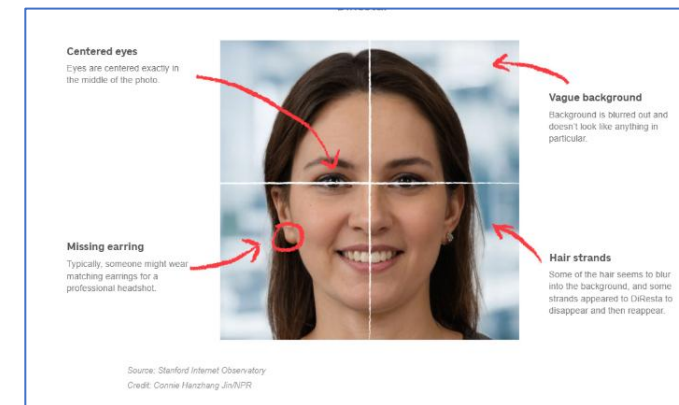 Centered eyes
Eyes are centered exactly in
the middle of the photo.
Vague background
Background is blurred out and
doesn't look like anything in
particular.
Missing earring
Typically, someone might wear
matching earrings for a
professional headshot.
Hair strands
Some of the hair seems to blur
into the background, and some
strands appeared to DiResta to
disappear and then reappear.
Source: Stanford Internet Observatory
Credit: Connie Hanzhang Jin/NPR